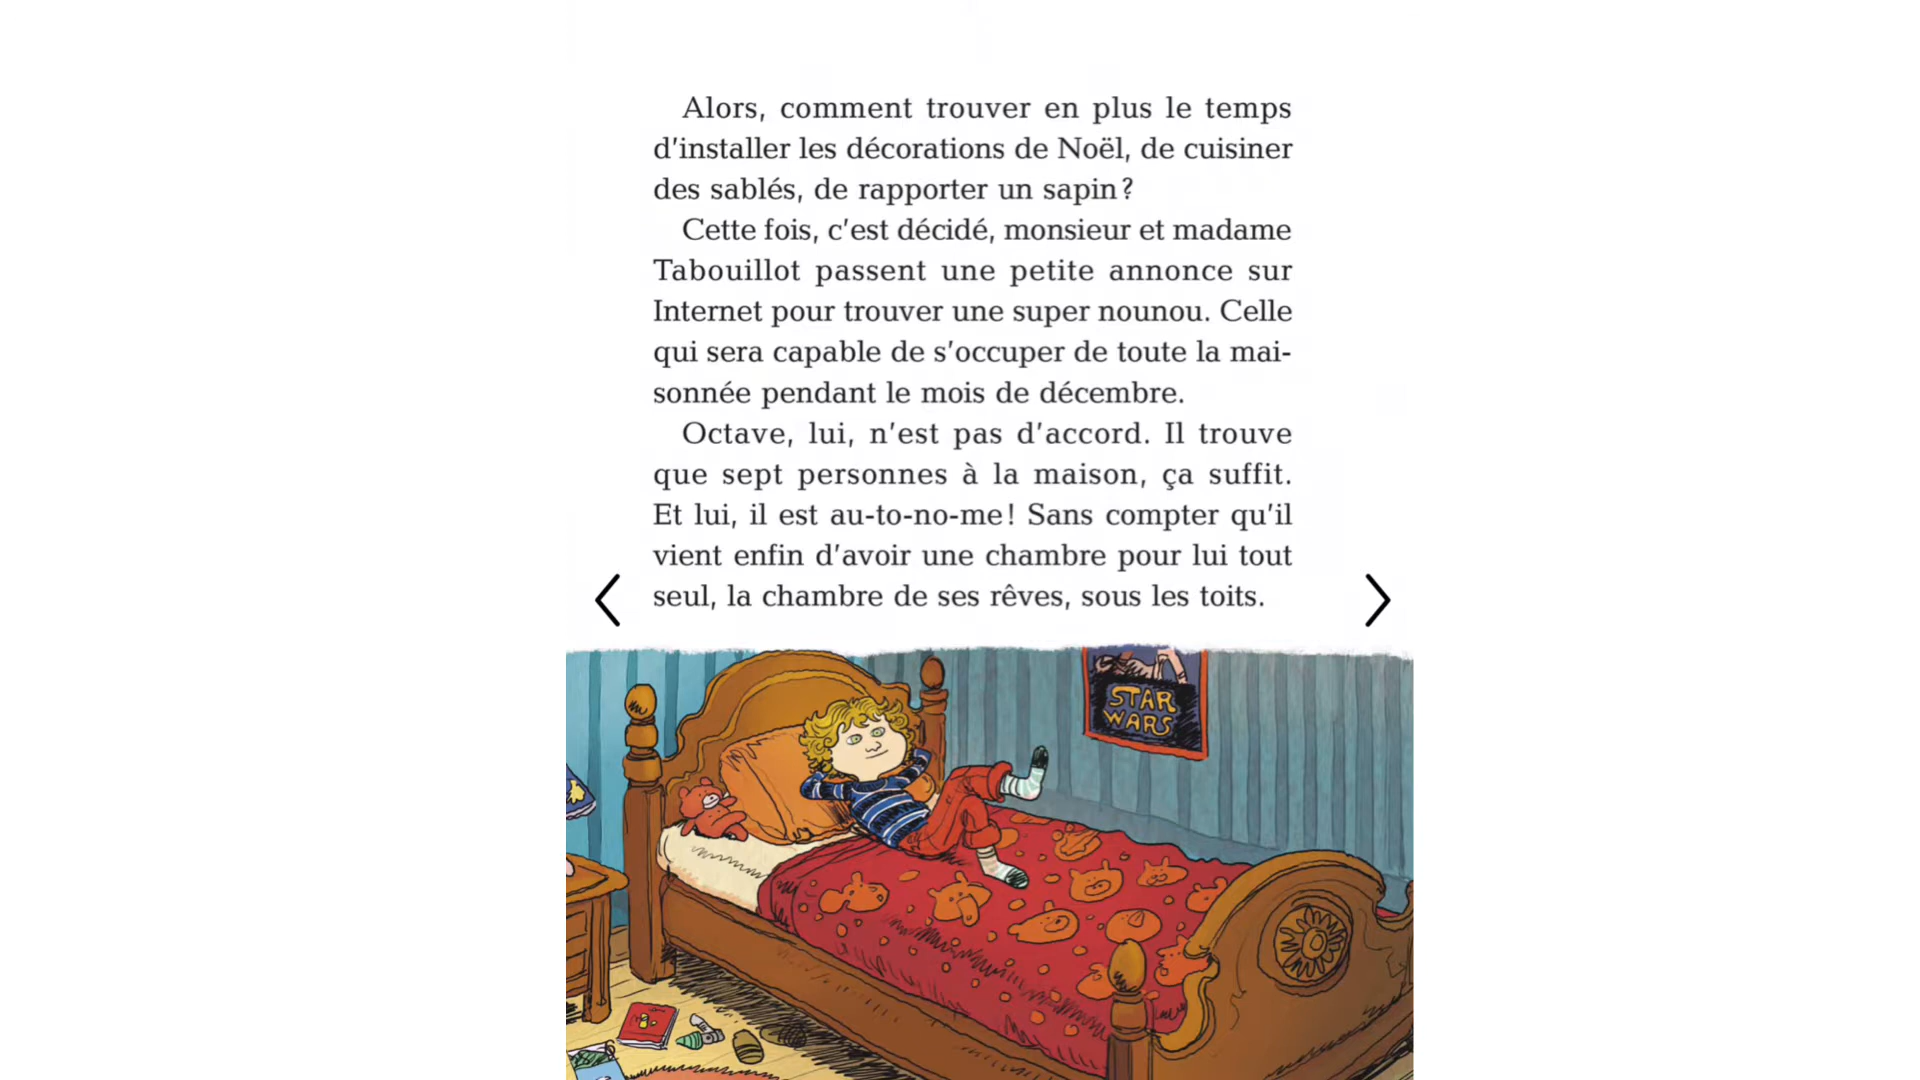 Alors, comment trouver en plus le temps
d’installer les décorations de Noël, de cuisiner
des sablés, de rapporter un sapin ?
Cette fois, c’est décidé, monsieur et madame
Tabouillot passent une petite annonce sur
Internet pour trouver une super nounou. Celle
qui sera capable de s’occuper de toute la mai-
sonnée pendant le mois de décembre.
Octave, lui, n’est pas d’accord. Il trouve
que sept personnes à la maison, ça suffit.
Et lui, il est au-to-no-me ! Sans compter qu’il
vient enfin d’avoir une chambre pour lui tout
seul, la chambre de ses rêves, sous les toits.
STAR
WARS